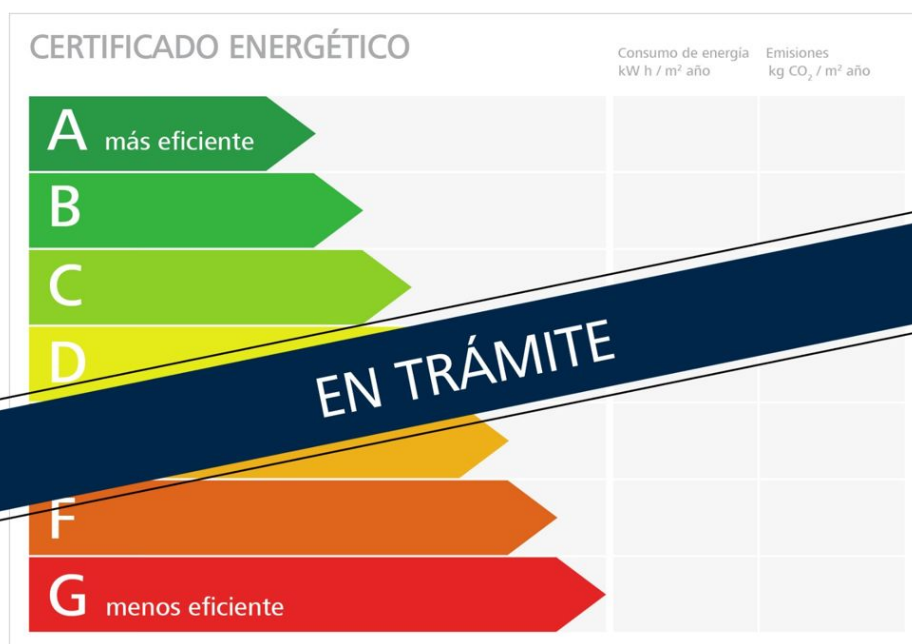 CERTIFICADO ENERGÉTICO
Consumo de energía
kW h / m² año
Emisiones
kg CO₂ / m² año
A más eficiente
B
C
D
EN TRÁMITE
F
G menos eficiente